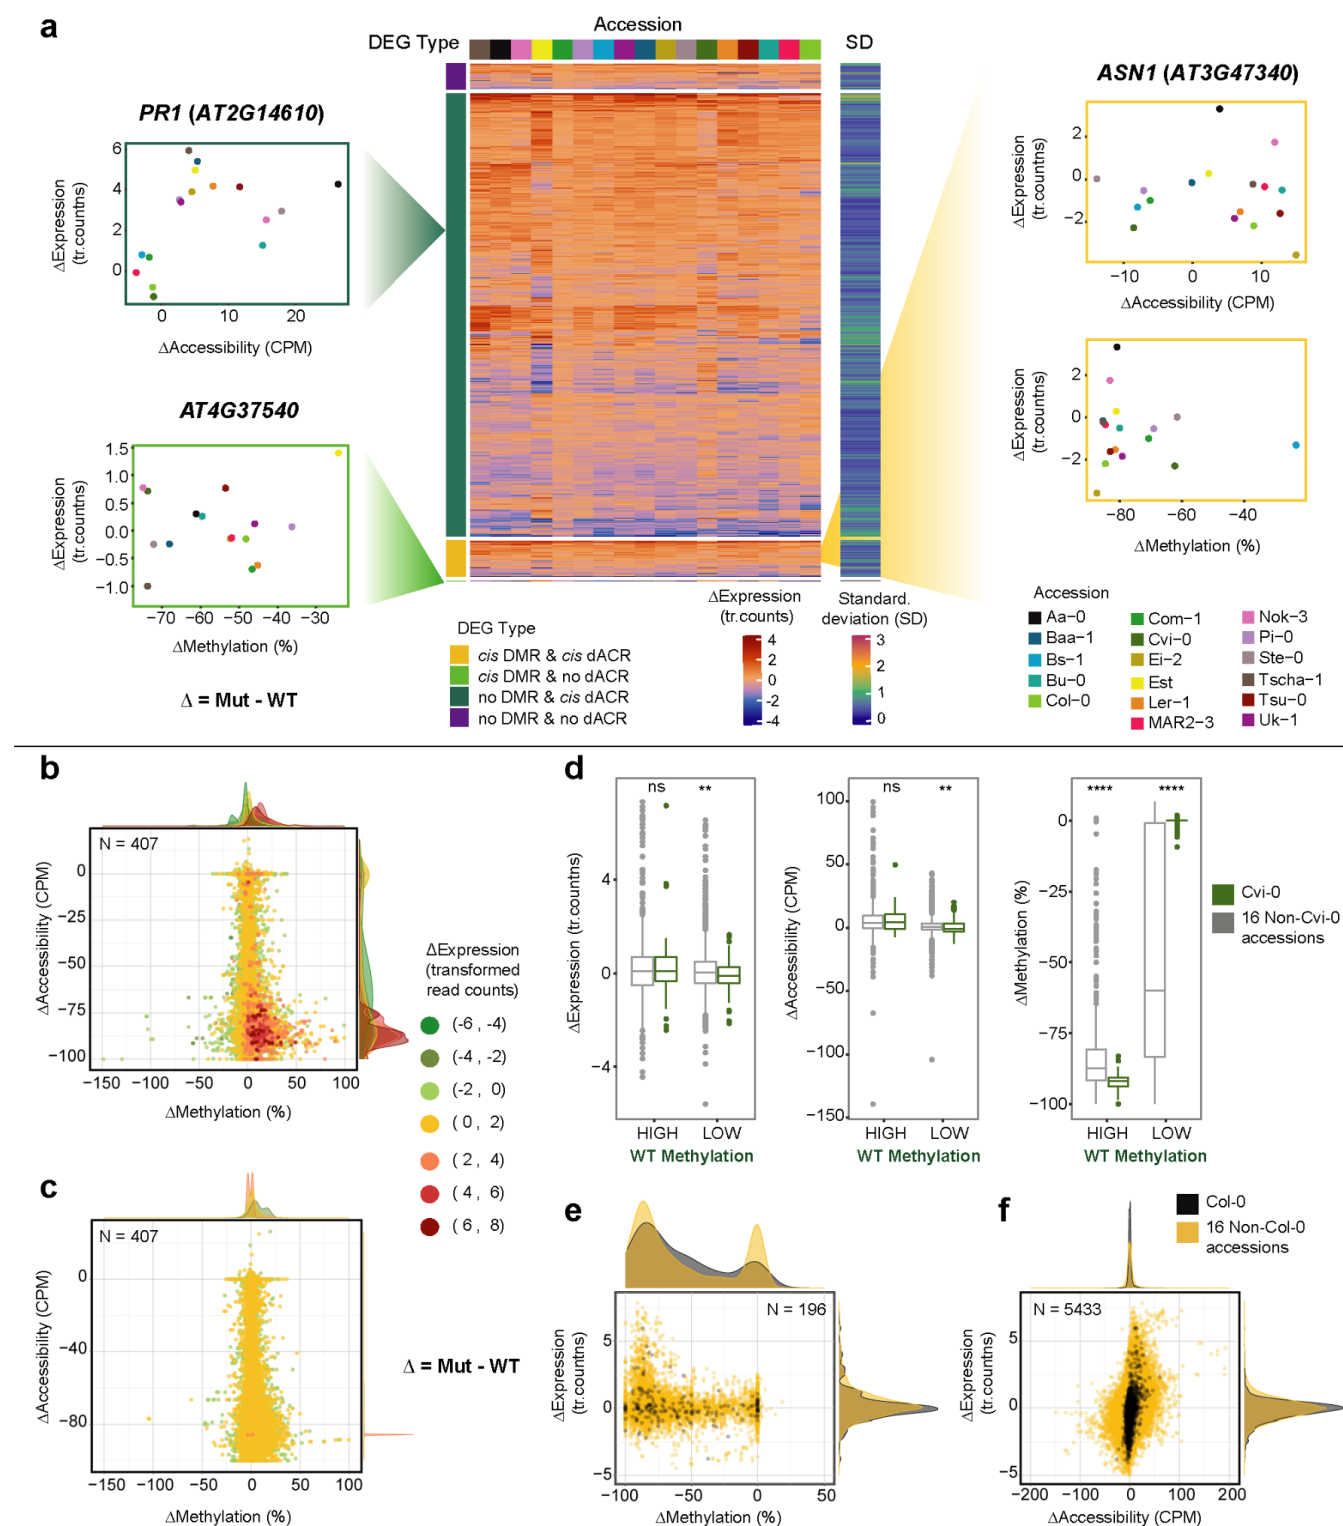 a
Accession
DEG Type
SD
PR1 (AT2G14610)
ΔExpression
(tr.countns)
6
4
2
0
0
10
20
ΔAccessibility (CPM)
AT4G37540
ΔExpression
(tr.countns)
1.5
1.0
0.5
0.0
−0.5
−1.0
−70
−60
−50
−40
−30
ΔMethylation (%)
Δ = Mut - WT
ASN1 (AT3G47340)
ΔExpression
(tr.countns)
2
0
−2
−10
0
10
ΔAccessibility (CPM)
ΔExpression
(tr.countns)
2
0
−2
−80
−60
−40
ΔMethylation (%)
DEG Type
cis DMR & cis dACR
cis DMR & no dACR
no DMR & cis dACR
no DMR & no dACR
ΔExpression
(tr.counts)
4
2
0
-2
-4
Standard.
deviation (SD)
3
2
1
0
Accession
Aa−0
Baa−1
Bs−1
Bu−0
Col−0
Com−1
Cvi−0
Ei−2
Est
Ler−1
MAR2−3
Nok−3
Pi−0
Ste−0
Tscha−1
Tsu−0
Uk−1
b
N = 407
ΔAccessibility (CPM)
0
−25
−50
−75
−100
−150
−100
−50
0
50
100
ΔMethylation (%)
ΔExpression
(transformed
read counts)
(-6 , -4)
(-4 , -2)
(-2 , 0)
( 0 , 2)
( 2 , 4)
( 4 , 6)
( 6 , 8)
c
N = 407
ΔAccessibility (CPM)
0
−40
−80
−150
−100
−50
0
50
100
ΔMethylation (%)
Δ = Mut - WT
d
ns
**
ΔExpression (tr.countns)
4
0
−4
HIGH
LOW
WT Methylation
ns
**
ΔAccessibility (CPM)
100
50
0
−50
−100
−150
HIGH
LOW
WT Methylation
****
****
ΔMethylation (%)
0
−25
−50
−75
−100
HIGH
LOW
WT Methylation
Cvi-0
16 Non-Cvi-0
accessions
e
N = 196
ΔExpression
(tr.countns)
5
0
−5
−100
−50
0
50
ΔMethylation (%)
f
Col-0
16 Non-Col-0
accessions
N = 5433
ΔExpression
(tr.countns)
5
0
−5
−200
−100
0
100
200
ΔAccessibility (CPM)